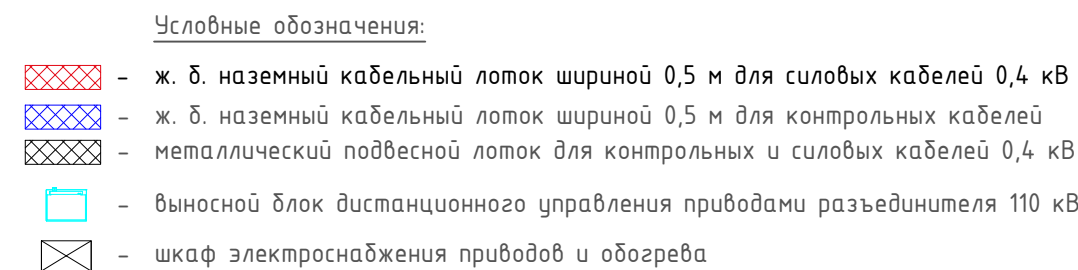 Условные обозначения:
- ж. б. наземный кабельный лоток шириной 0,5 м для силовых кабелей 0,4 кВ
- ж. б. наземный кабельный лоток шириной 0,5 м для контрольных кабелей
- металлический подвесной лоток для контрольных и силовых кабелей 0,4 кВ
- выносной блок дистанционного управления приводами разъединителя 110 кВ
- шкаф электроснабжения приводов и обогрева